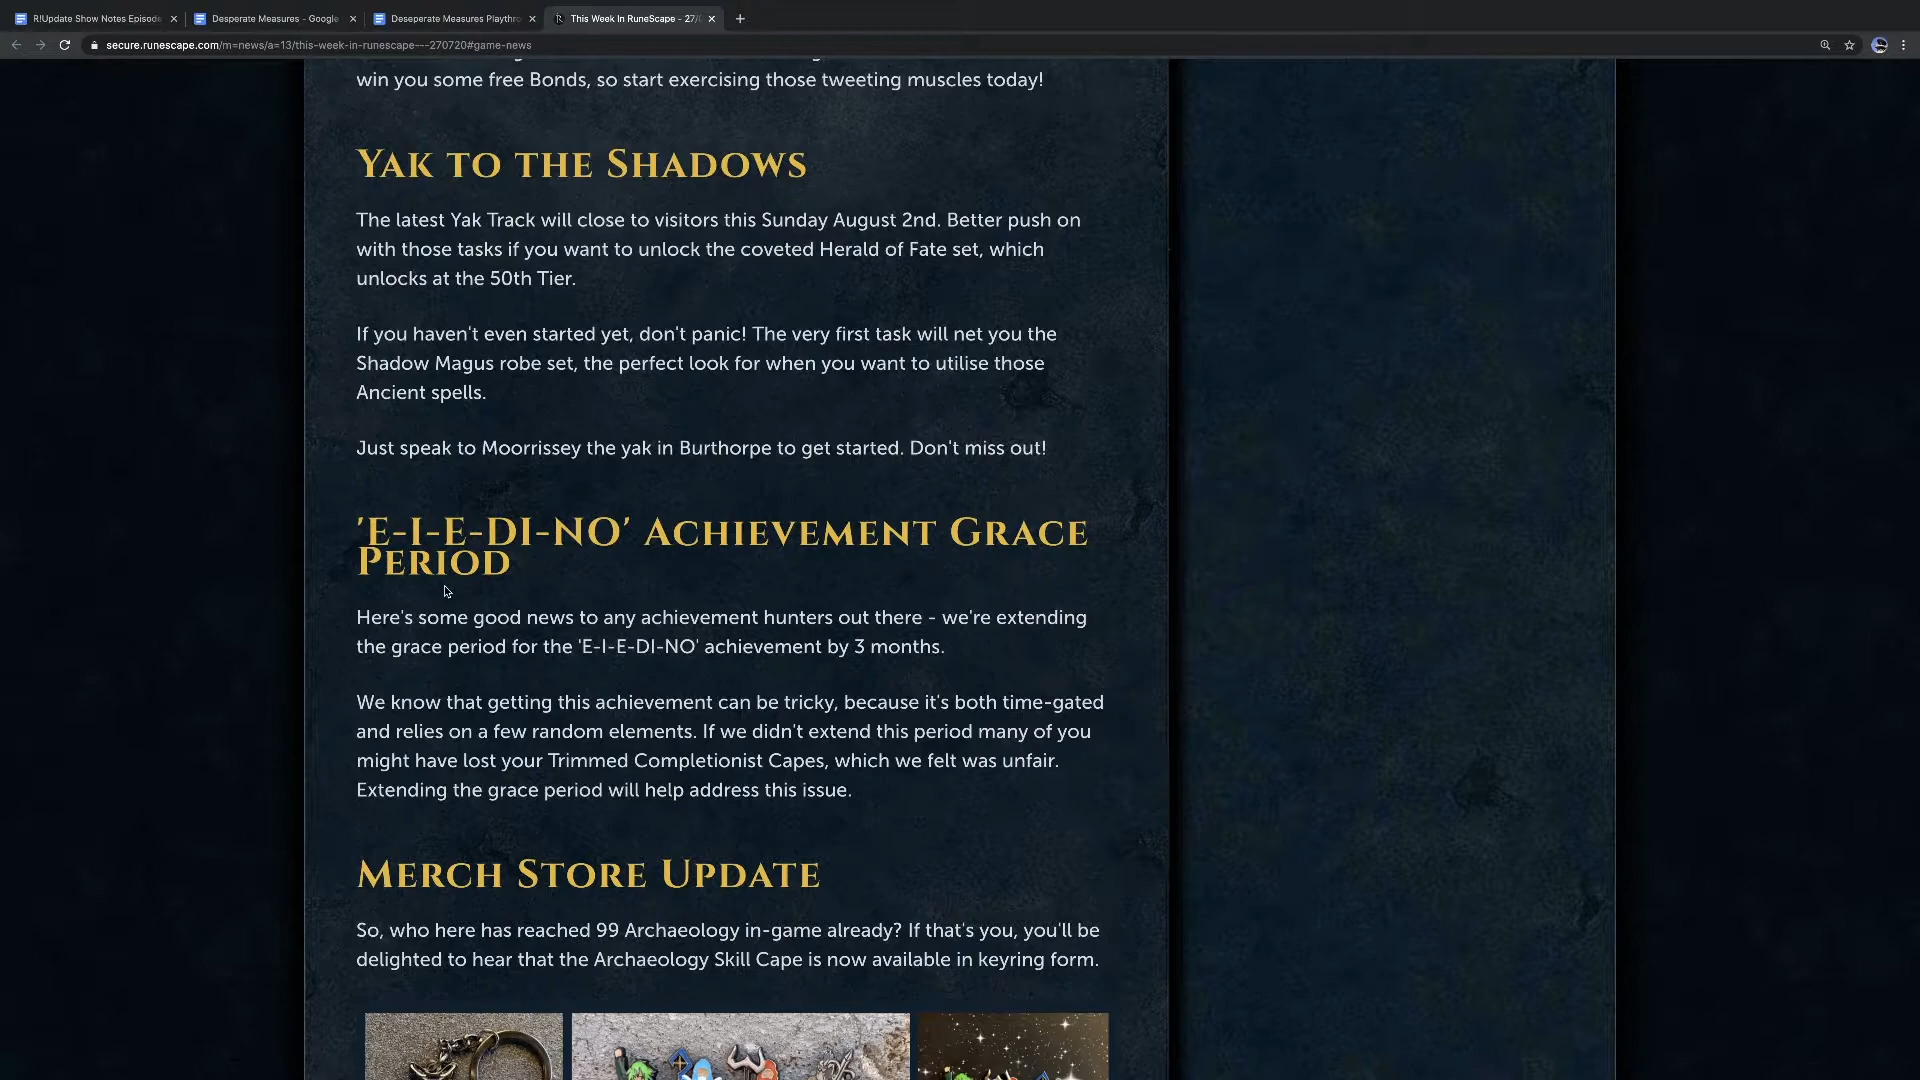 R!Update Show Notes Episode
Desperate Measures - Google
Deseperate Measures Playthro
This Week In RuneScape - 27/
secure.runescape.com/m=news/a=13/this-week-in-runescape---270720#game-news
win you some free Bonds, so start exercising those tweeting muscles today!
Yak to the Shadows
The latest Yak Track will close to visitors this Sunday August 2nd. Better push on
with those tasks if you want to unlock the coveted Herald of Fate set, which
unlocks at the 50th Tier.
If you haven't even started yet, don't panic! The very first task will net you the
Shadow Magus robe set, the perfect look for when you want to utilise those
Ancient spells.
Just speak to Moorrissey the yak in Burthorpe to get started. Don't miss out!
'E-I-E-DI-NO' Achievement Grace
Period
Here's some good news to any achievement hunters out there - we're extending
the grace period for the 'E-I-E-DI-NO' achievement by 3 months.
We know that getting this achievement can be tricky, because it's both time-gated
and relies on a few random elements. If we didn't extend this period many of you
might have lost your Trimmed Completionist Capes, which we felt was unfair.
Extending the grace period will help address this issue.
Merch Store Update
So, who here has reached 99 Archaeology in-game already? If that's you, you'll be
delighted to hear that the Archaeology Skill Cape is now available in keyring form.